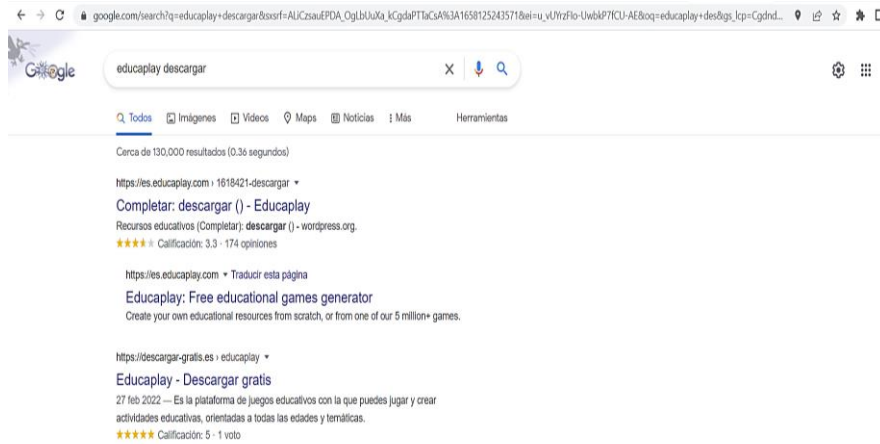 google.com/search?q=educaplay+descargar&sxsrf=ALiCzsauEPDA_OgLbUuXa_kCgdaPTTaCsA%3A1658125243571&ei=u_vUYrzFIo-UwbkP7fCU-AE&oq=educaplay+des&gs_lcp=Cgdnd...
Google
educaplay descargar
Todos Imágenes Videos Maps Noticias Más Herramientas
Cerca de 130,000 resultados (0.36 segundos)
https://es.educaplay.com › 1618421-descargar
Completar: descargar () - Educaplay
Recursos educativos (Completar): descargar () - wordpress.org.
Calificación: 3.3 · 174 opiniones
https://es.educaplay.com Traducir esta página
Educaplay: Free educational games generator
Create your own educational resources from scratch, or from one of our 5 million+ games.
https://descargar-gratis.es › educaplay
Educaplay - Descargar gratis
27 feb 2022 — Es la plataforma de juegos educativos con la que puedes jugar y crear
actividades educativas, orientadas a todas las edades y temáticas.
Calificación: 5 · 1 voto